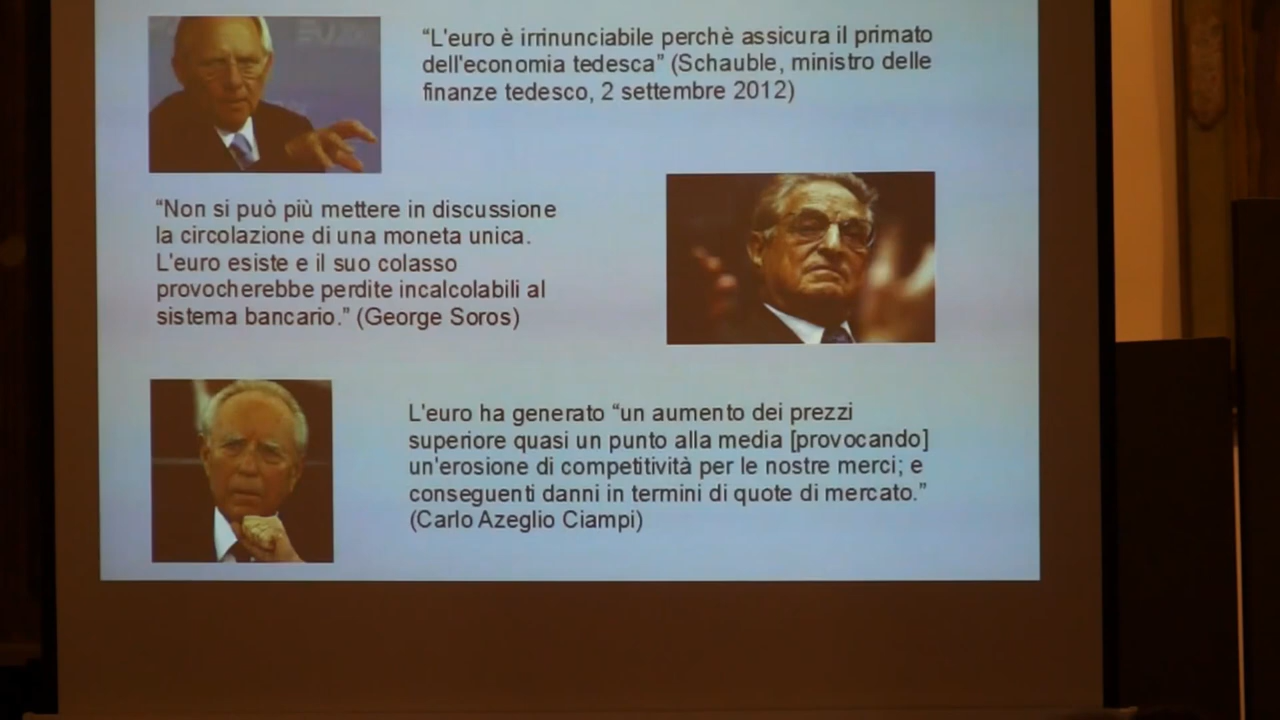 “L'euro è irrinunciabile perchè assicura il primato
dell'economia tedesca” (Schauble, ministro delle
finanze tedesco, 2 settembre 2012)
“Non si può più mettere in discussione
la circolazione di una moneta unica.
L'euro esiste e il suo colasso
provocherebbe perdite incalcolabili al
sistema bancario.” (George Soros)
L'euro ha generato “un aumento dei prezzi
superiore quasi un punto alla media [provocando]
un'erosione di competitività per le nostre merci; e
conseguenti danni in termini di quote di mercato.”
(Carlo Azeglio Ciampi)